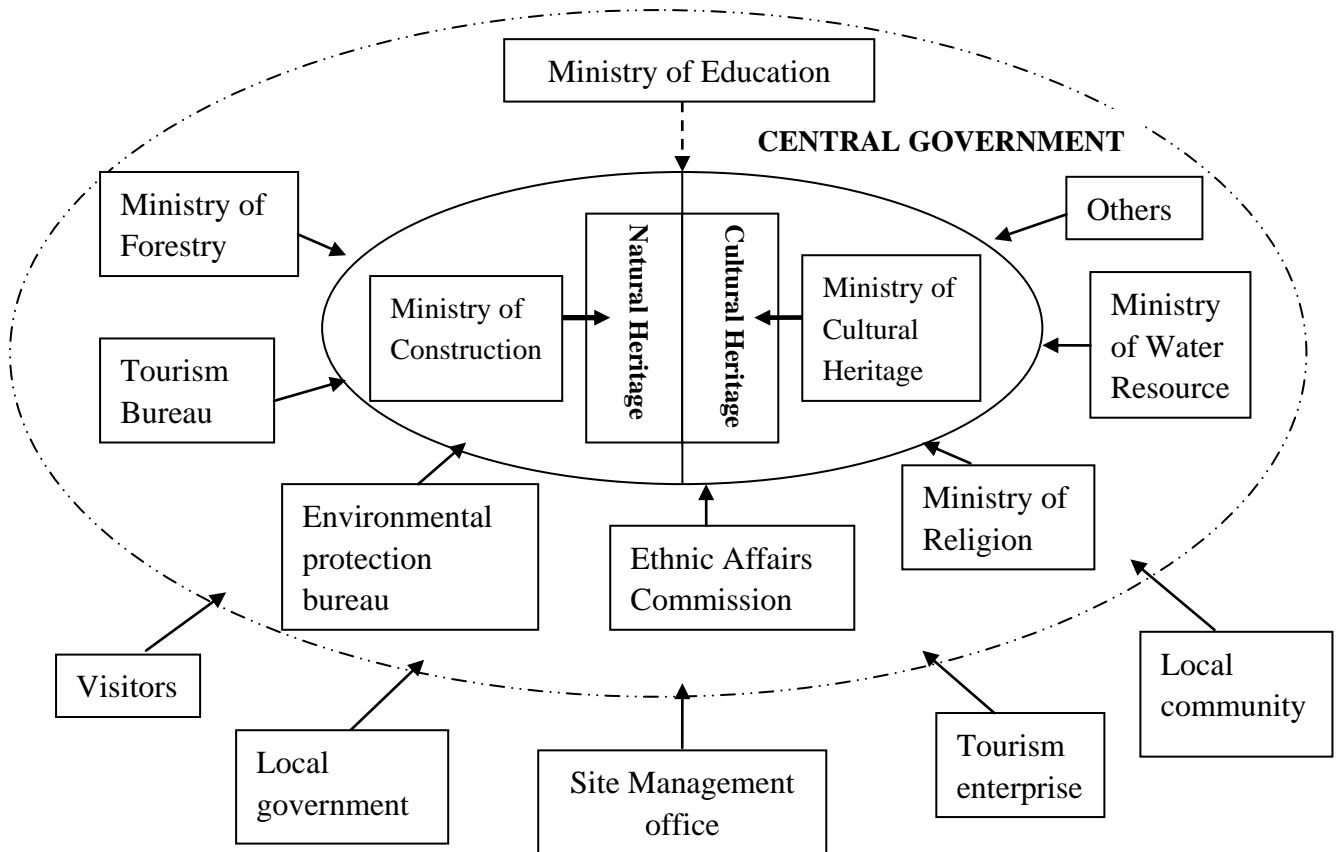 Ministry of Education
CENTRAL GOVERNMENT
Ministry of
Forestry
Others
Natural Heritage
Cultural Heritage
Ministry of
Construction
Ministry of
Cultural
Heritage
Ministry
of Water
Resource
Tourism
Bureau
Environmental
protection
bureau
Ethnic Affairs
Commission
Ministry of
Religion
Visitors
Local
community
Local
government
Site Management
office
Tourism
enterprise